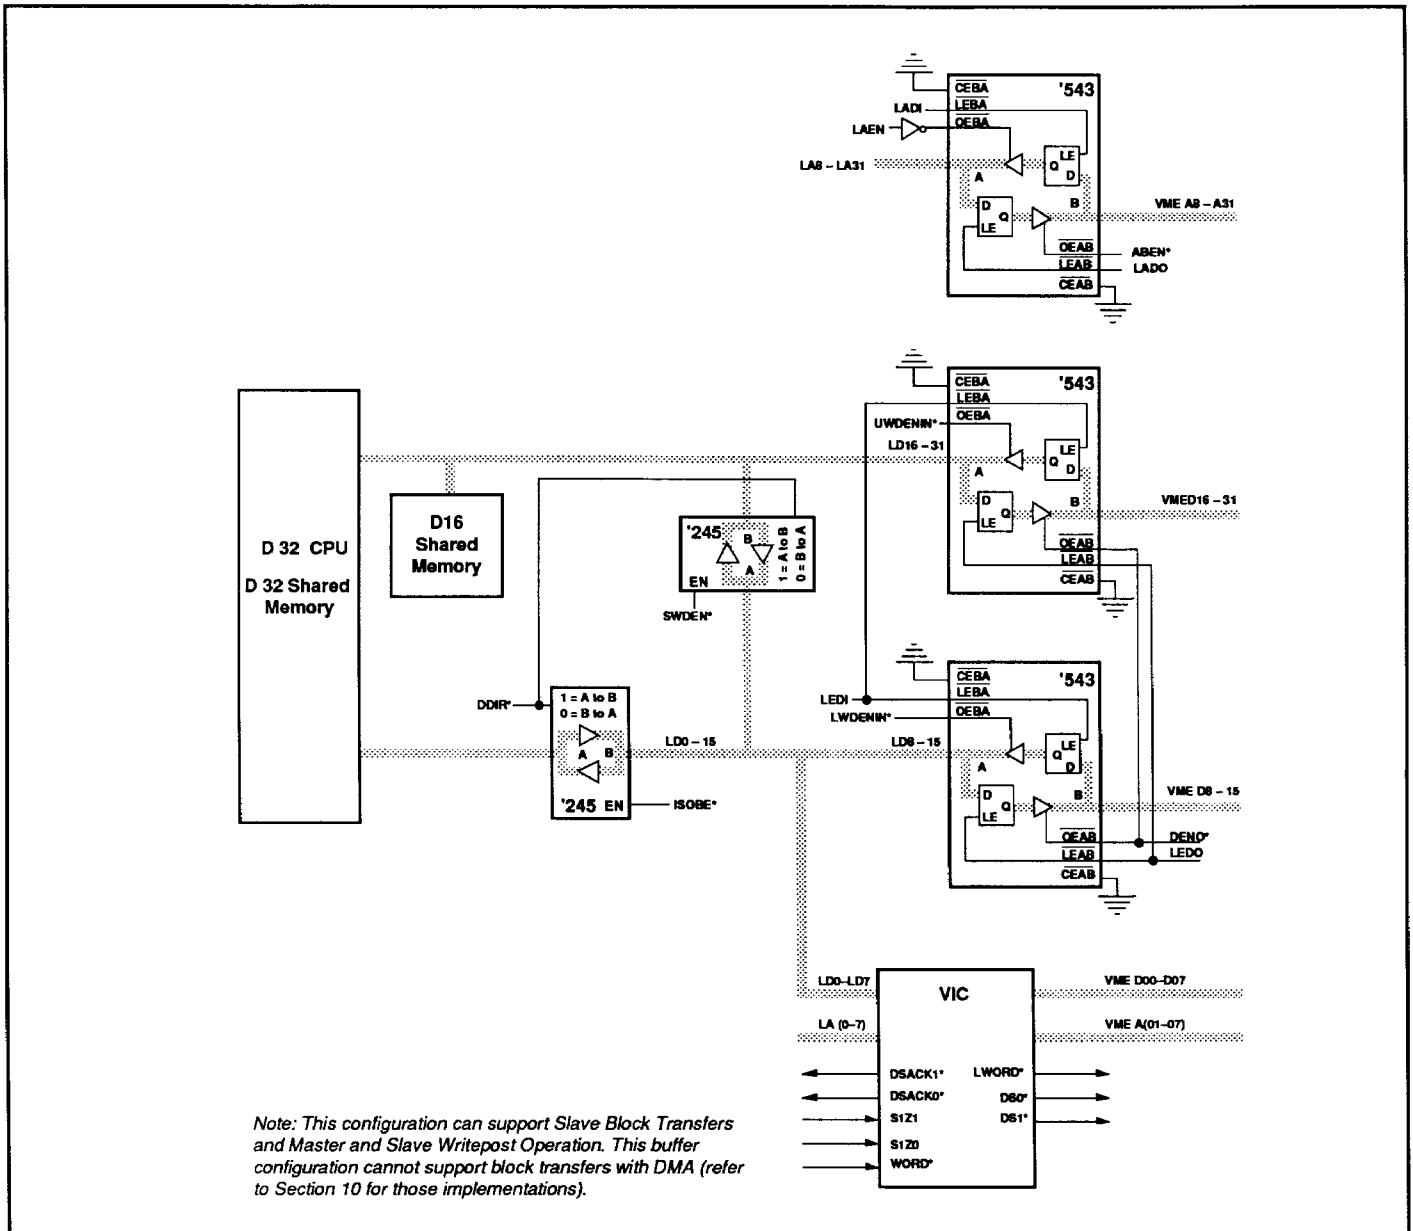 CEBA
'543
LADI
LEBA
LAEN
OEBA
LA8 – LA31
LE
Q
D
A
D
Q
LE
B
VME A8 – A31
OEAB
ABEN*
LEAB
LADO
CEAB
CEBA
'543
LEBA
UWDENIN*
OEBA
LD16 – 31
LE
Q
D
A
D
Q
LE
B
VMED16 – 31
OEAB
LEAB
CEAB
D 32 CPU
D 32 Shared
Memory
D16
Shared
Memory
'245
B
A
EN
1 = A to B
0 = B to A
SWDEN*
DDIR*
1 = A to B
0 = B to A
A
B
'245 EN
ISOBE*
LD0 – 15
CEBA
'543
LEDI
LEBA
LWDENIN*
OEBA
LD8 – 15
LE
Q
D
A
D
Q
LE
B
VME D8 – 15
OEAB
DENO*
LEAB
LEDO
CEAB
LD0–LD7
VIC
VME D00–D07
LA (0–7)
VME A(01–07)
DSACK1*
LWORD*
DSACK0*
DS0*
S1Z1
DS1*
S1Z0
WORD*
Note: This configuration can support Slave Block Transfers
and Master and Slave Writepost Operation. This buffer
configuration cannot support block transfers with DMA (refer
to Section 10 for those implementations).